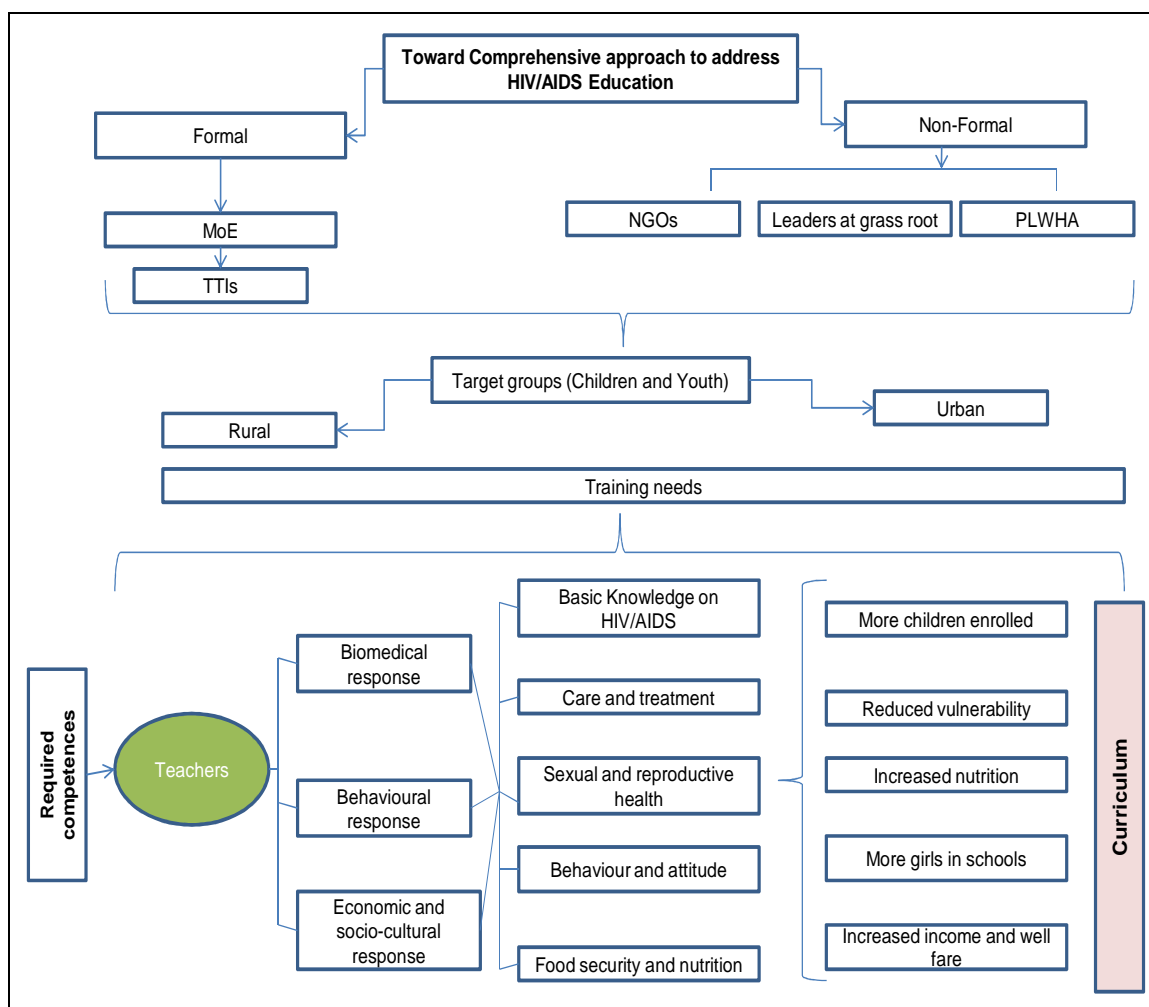 Toward Comprehensive approach to address
HIV/AIDS Education
Formal
Non-Formal
MoE
NGOs
Leaders at grass root
PLWHA
TTIs
Target groups (Children and Youth)
Rural
Urban
Training needs
Required
competences
Teachers
Biomedical
response
Behavioural
response
Economic and
socio-cultural
response
Basic Knowledge on
HIV/AIDS
Care and treatment
Sexual and reproductive
health
Behaviour and attitude
Food security and nutrition
More children enrolled
Reduced vulnerability
Increased nutrition
More girls in schools
Increased income and well
fare
Curriculum